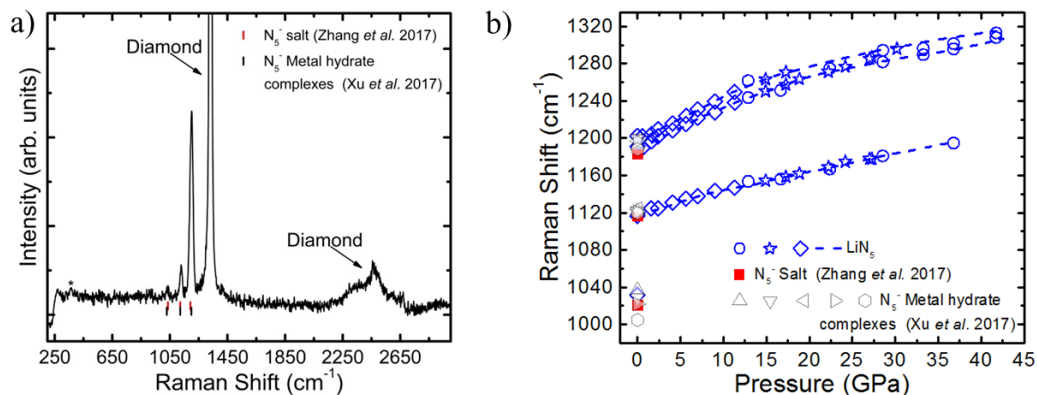 a)
Intensity (arb. units)
Diamond
N5⁻ salt (Zhang et al. 2017)
N5⁻ Metal hydrate
complexes (Xu et al. 2017)
Diamond
*
250 650 1050 1450 2250 2650
Raman Shift (cm⁻¹)
b)
Raman Shift (cm⁻¹)
1320
1280
1240
1200
1160
1120
1080
1040
1000
LiN5
N5⁻ Salt (Zhang et al. 2017)
N5⁻ Metal hydrate
complexes (Xu et al. 2017)
0 5 10 15 20 25 30 35 40 45
Pressure (GPa)